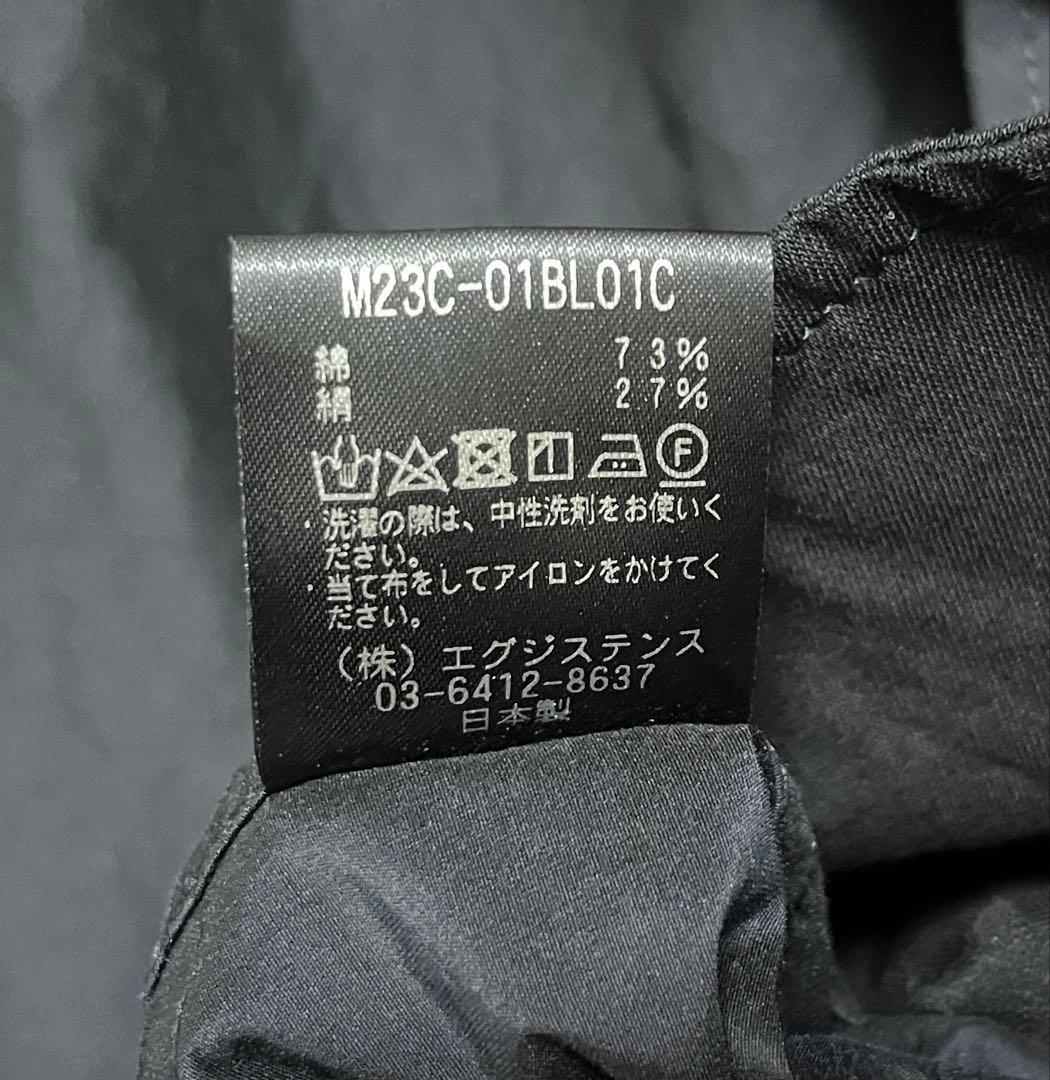 M23C-01BL01C
綿 73%
絹 27%
F
・洗濯の際は、中性洗剤をお使いく
ださい。
・当て布をしてアイロンをかけてく
ださい。
(株) エグジステンス
03-6412-8637
日本製